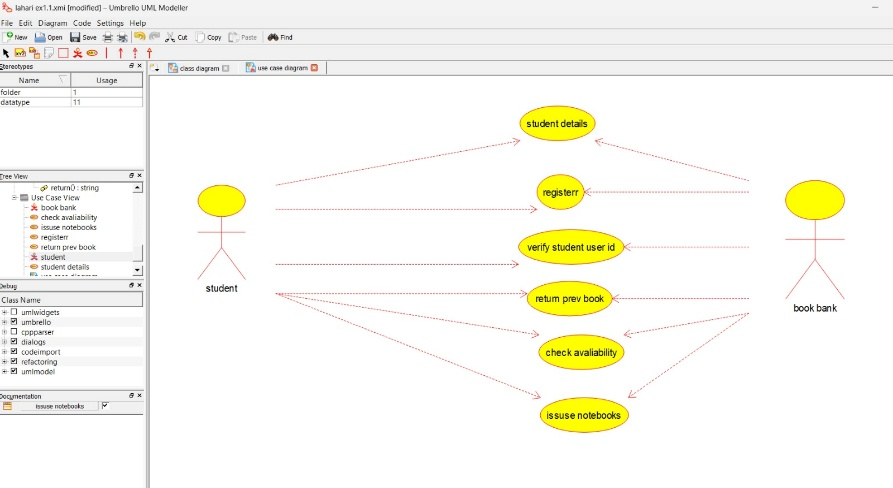 lahari ex1.1.xmi [modified] – Umbrello UML Modeller
File Edit Diagram Code Settings Help
New Open Save Cut Copy Paste Find
Stereotypes
Name Usage
folder 1
datatype 11
class diagram use case diagram
Tree View
return() : string
Use Case View
book bank
check avaliability
issuse notebooks
registerr
return prev book
student
student details
use case diagram
Debug
Class Name
umlwidgets
umbrello
cppparser
dialogs
codeimport
refactoring
umlmodel
Documentation
issuse notebooks
student details
registerr
verify student user id
return prev book
check avaliability
issuse notebooks
student
book bank